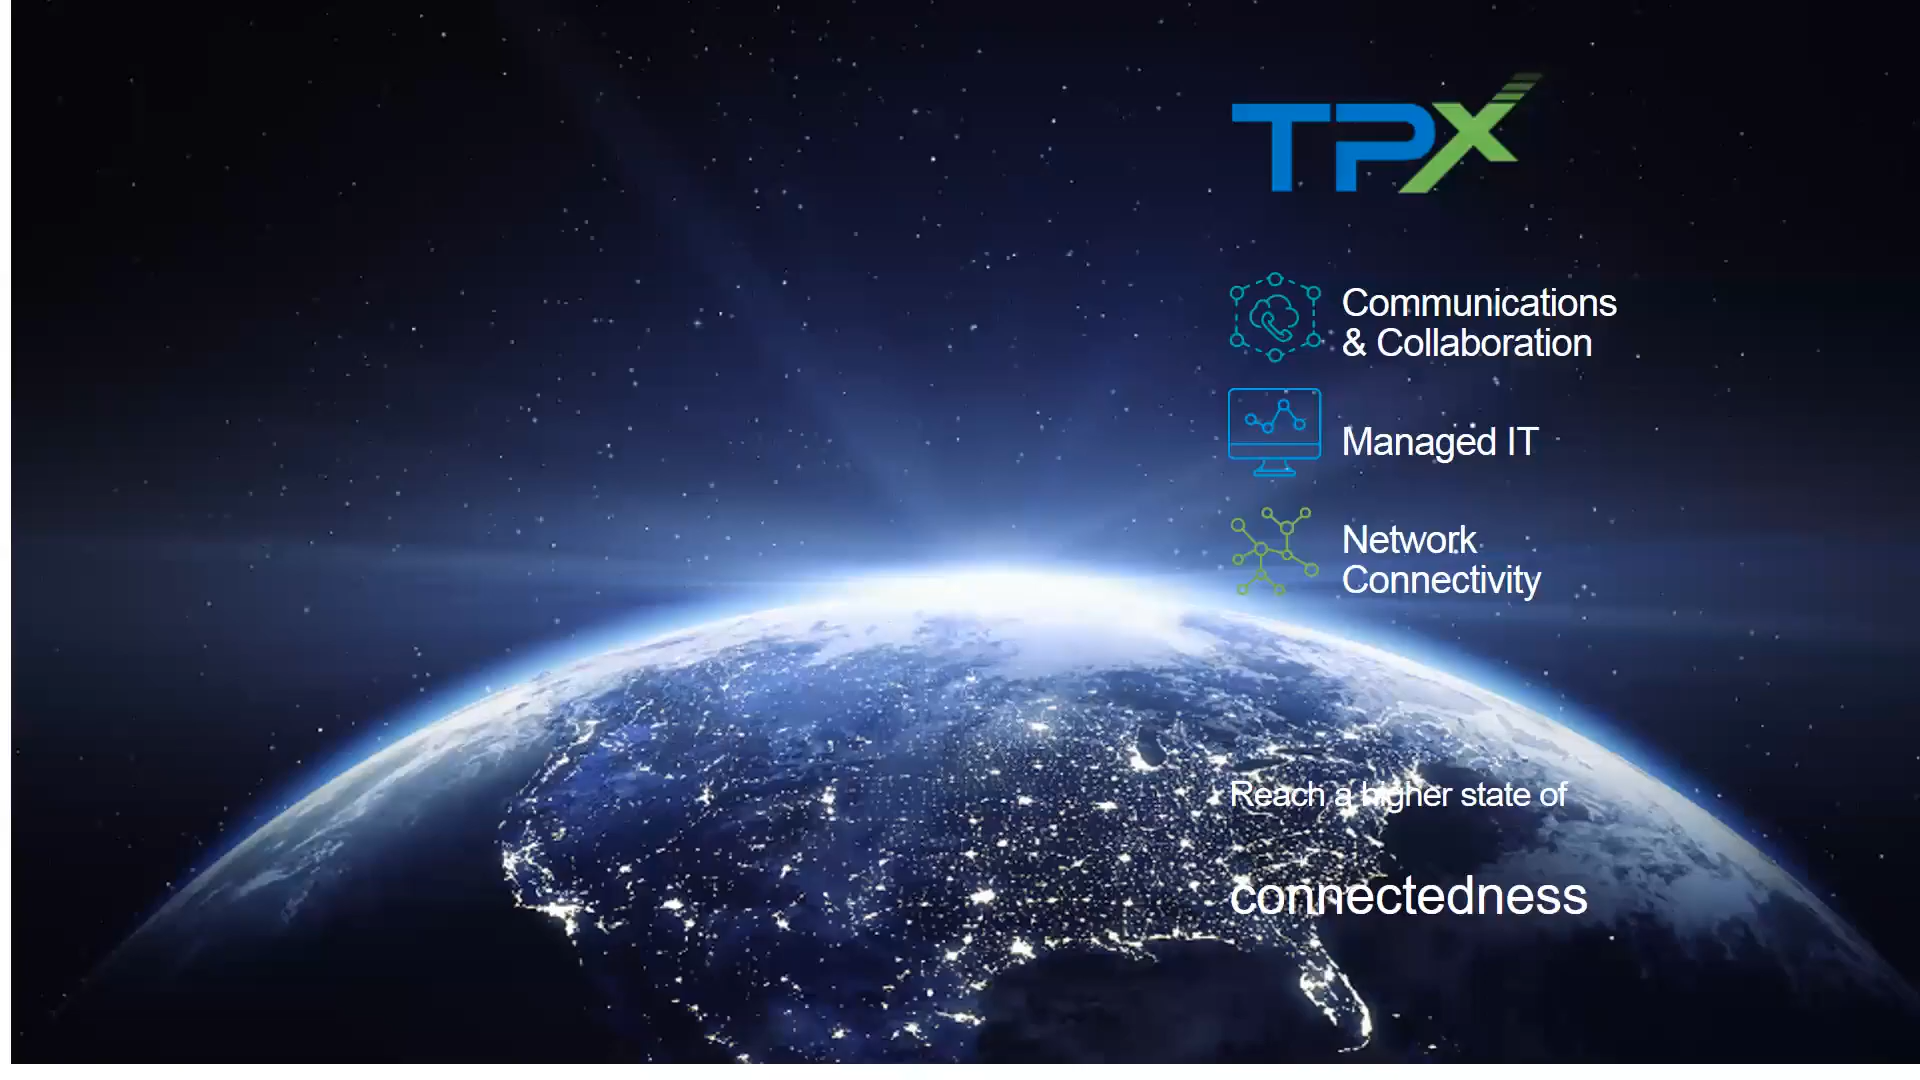 TPX
Communications
& Collaboration
Managed IT
Network
Connectivity
Reach a higher state of
connectedness